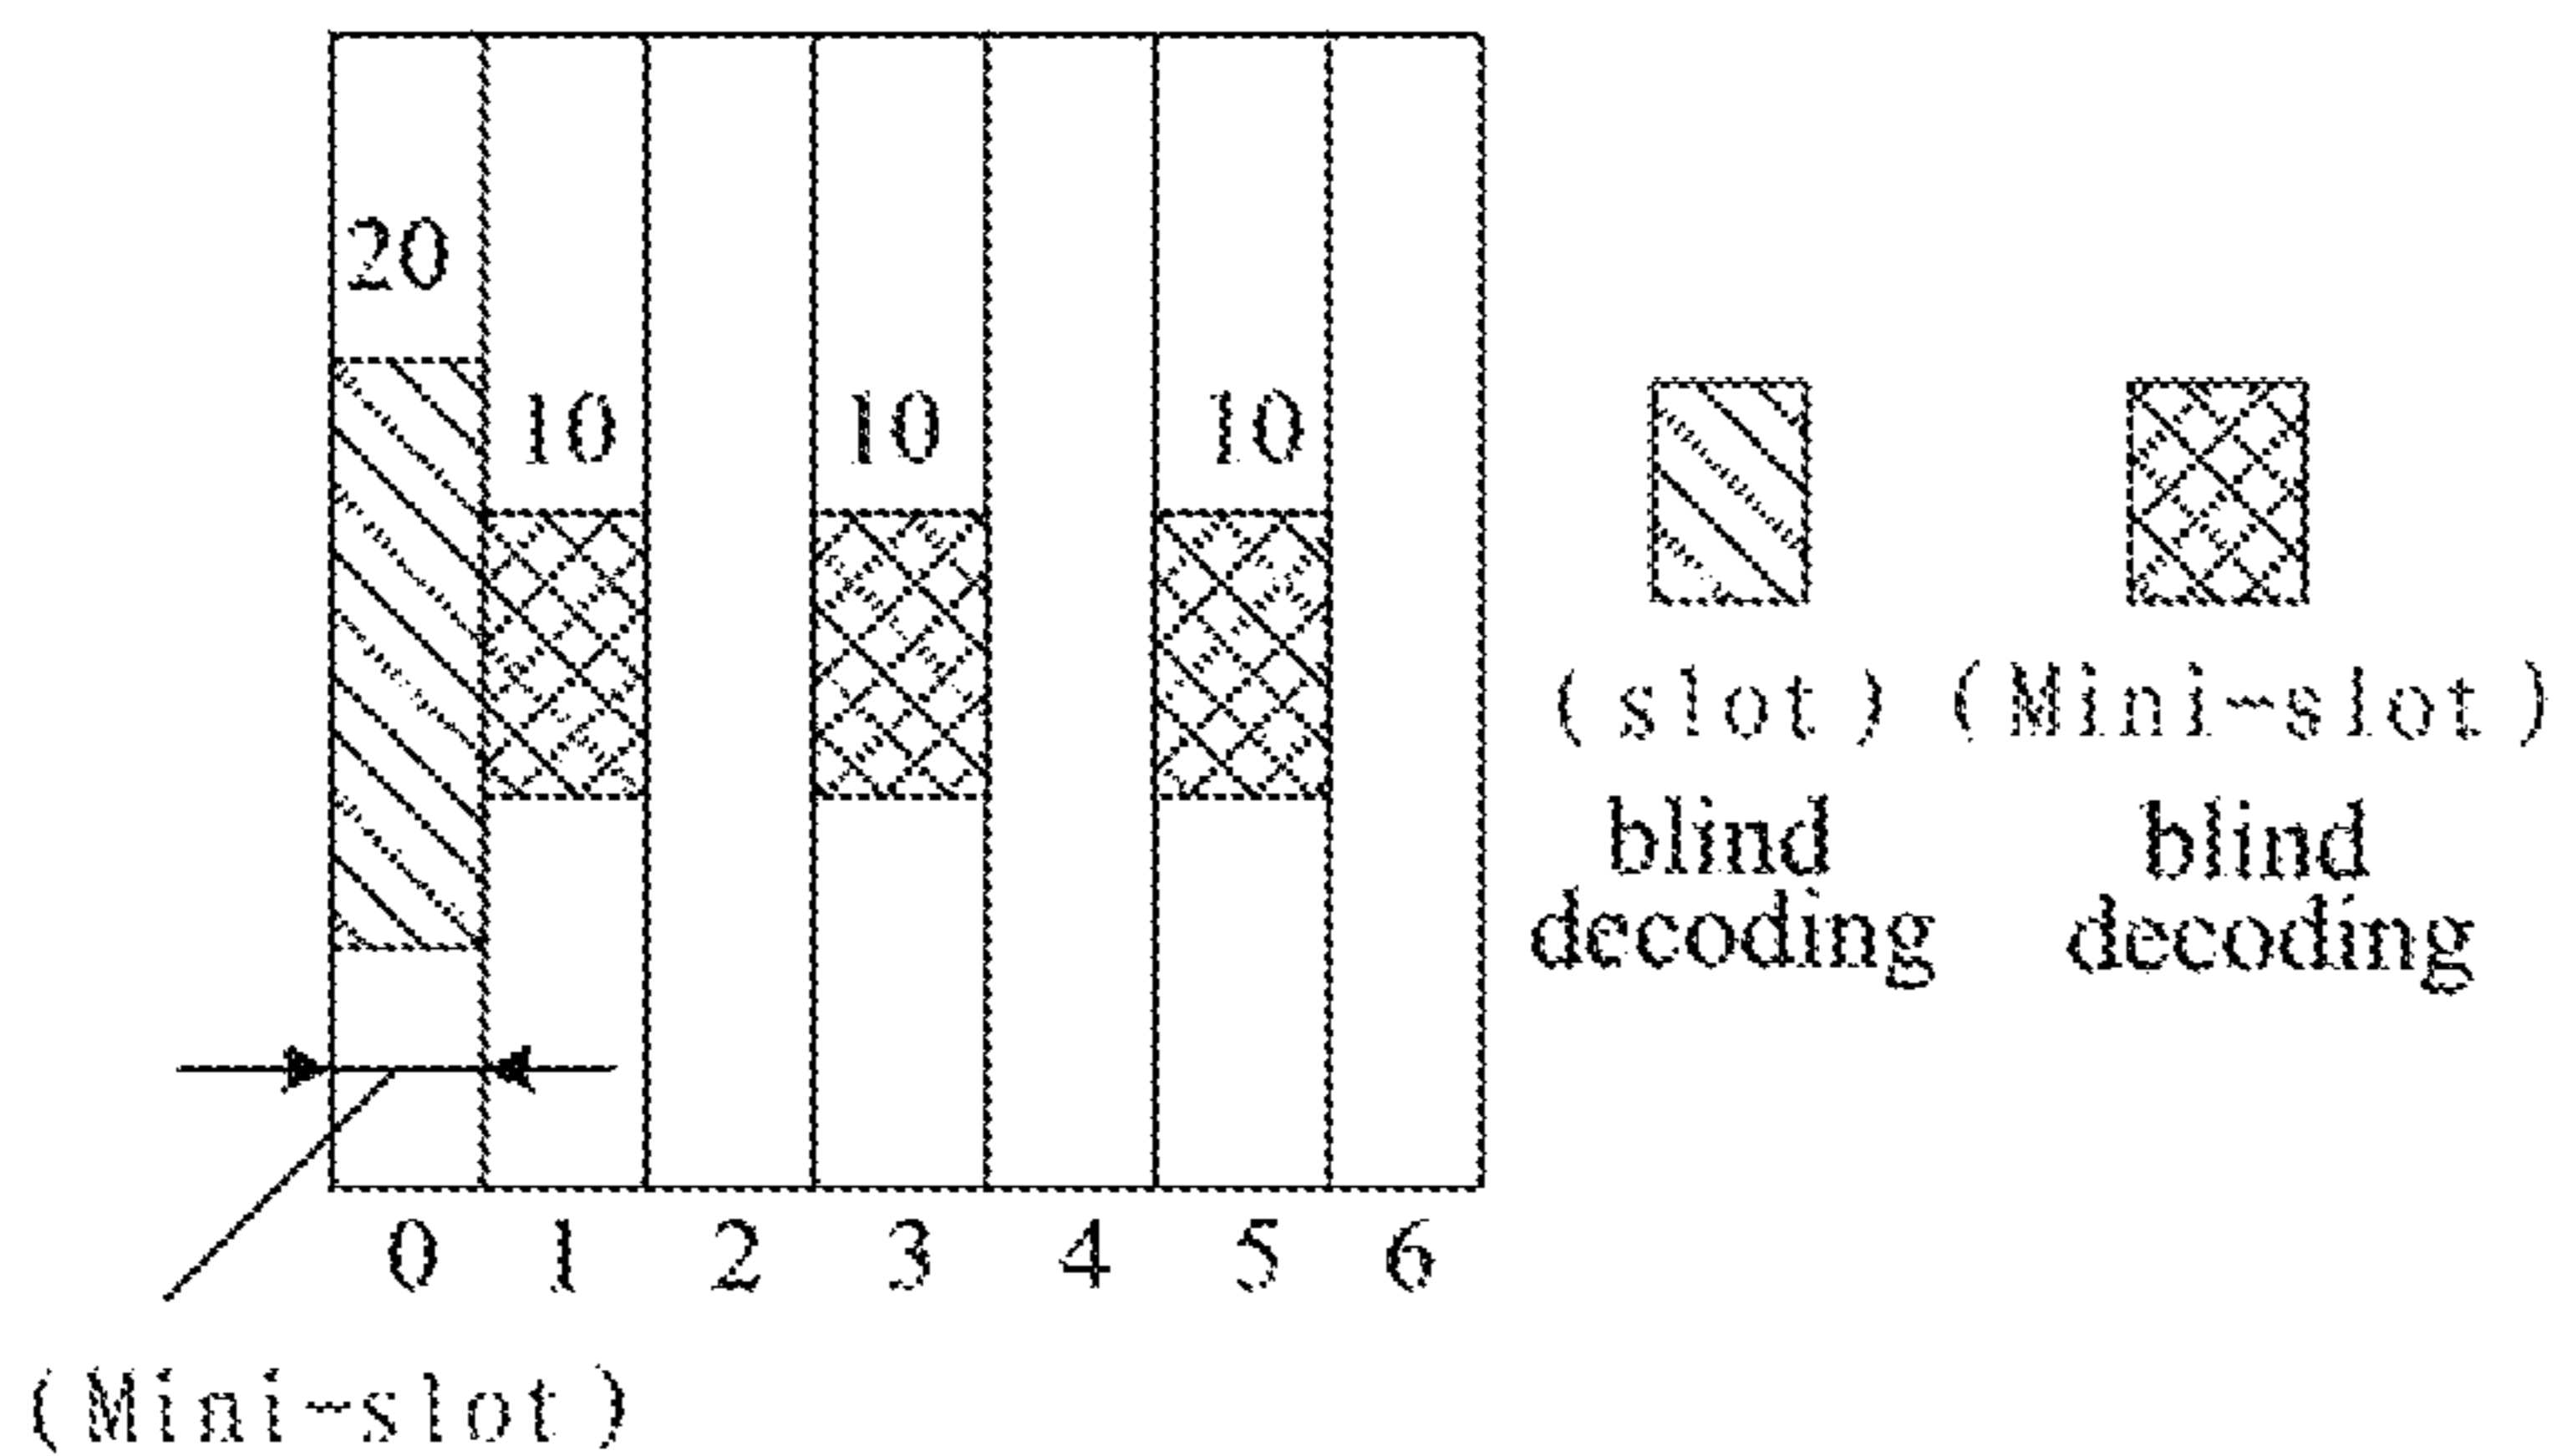 20
10 10 10
(slot) (Mini-slot)
blind blind
decoding decoding
0 1 2 3 4 5 6
(Mini-slot)